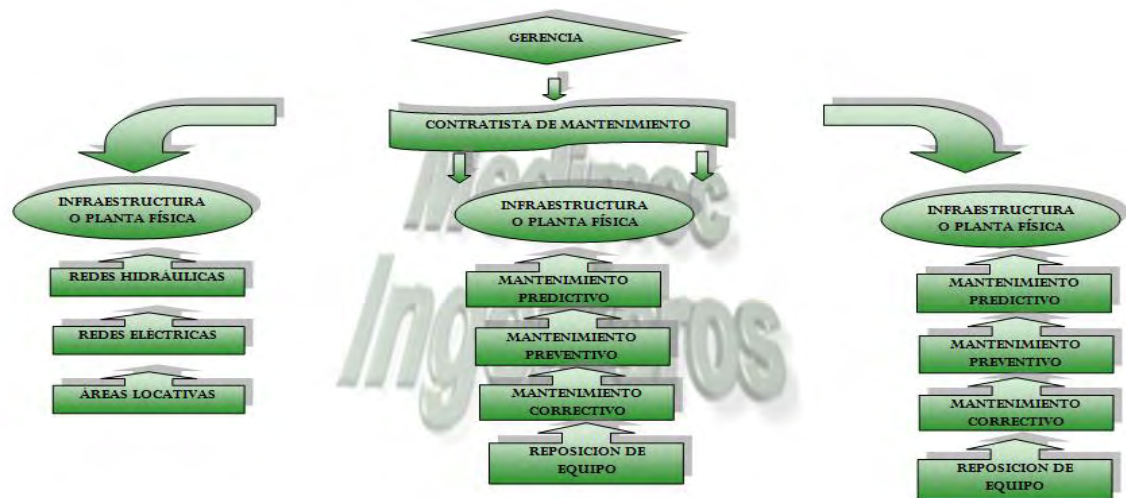 GERENCIA
CONTRATISTA DE MANTENIMIENTO
INFRAESTRUCTURA
O PLANTA FÍSICA
REDES HIDRÁULICAS
REDES ELÉCTRICAS
ÁREAS LOCATIVAS
INFRAESTRUCTURA
O PLANTA FÍSICA
MANTENIMIENTO
PREDICTIVO
MANTENIMIENTO
PREVENTIVO
MANTENIMIENTO
CORRECTIVO
REPOSICION DE
EQUIPO
INFRAESTRUCTURA
O PLANTA FÍSICA
MANTENIMIENTO
PREDICTIVO
MANTENIMIENTO
PREVENTIVO
MANTENIMIENTO
CORRECTIVO
REPOSICION DE
EQUIPO